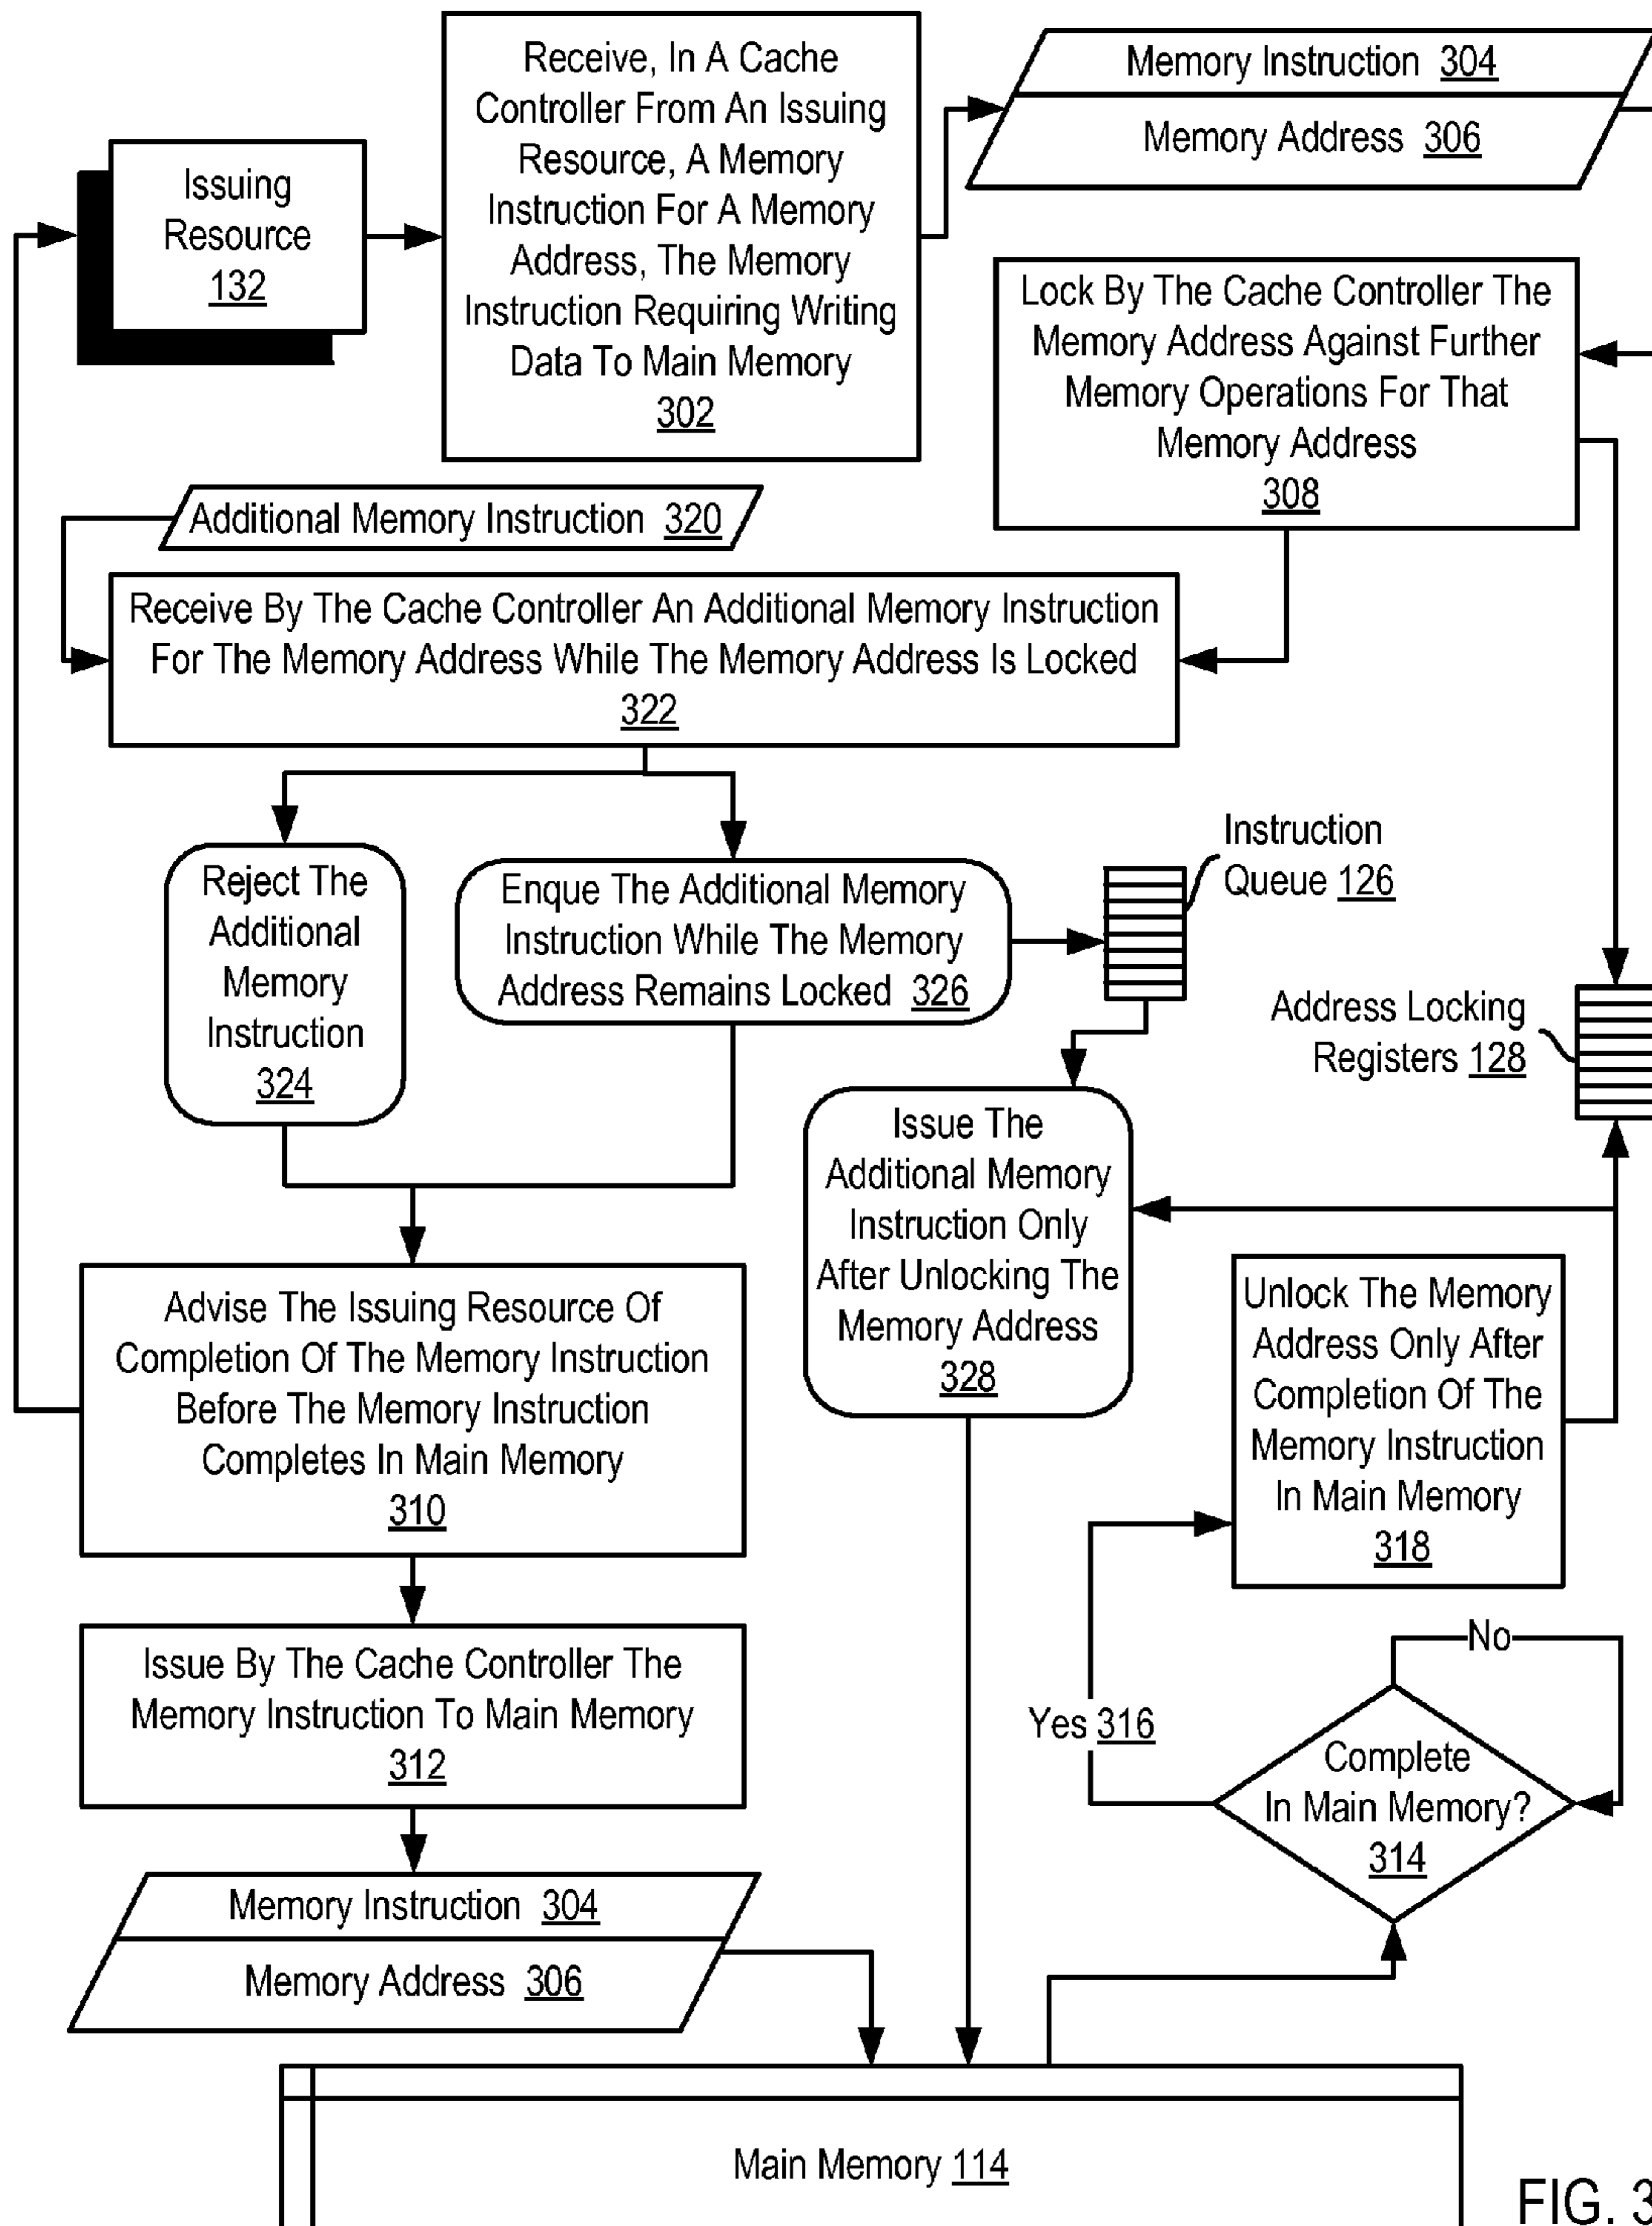 Receive, In A Cache
Controller From An Issuing
Resource, A Memory
Instruction For A Memory
Address, The Memory
Instruction Requiring Writing
Data To Main Memory
302
Memory Instruction 304
Memory Address 306
Issuing
Resource
132
Lock By The Cache Controller The
Memory Address Against Further
Memory Operations For That
Memory Address
308
Additional Memory Instruction 320
Receive By The Cache Controller An Additional Memory Instruction
For The Memory Address While The Memory Address Is Locked
322
Reject The
Additional
Memory
Instruction
324
Enque The Additional Memory
Instruction While The Memory
Address Remains Locked 326
Instruction
Queue 126
Address Locking
Registers 128
Issue The
Additional Memory
Instruction Only
After Unlocking The
Memory Address
328
Advise The Issuing Resource Of
Completion Of The Memory Instruction
Before The Memory Instruction
Completes In Main Memory
310
Unlock The Memory
Address Only After
Completion Of The
Memory Instruction
In Main Memory
318
Issue By The Cache Controller The
Memory Instruction To Main Memory
312
No
Yes 316
Complete
In Main Memory?
314
Memory Instruction 304
Memory Address 306
Main Memory 114
FIG. 3